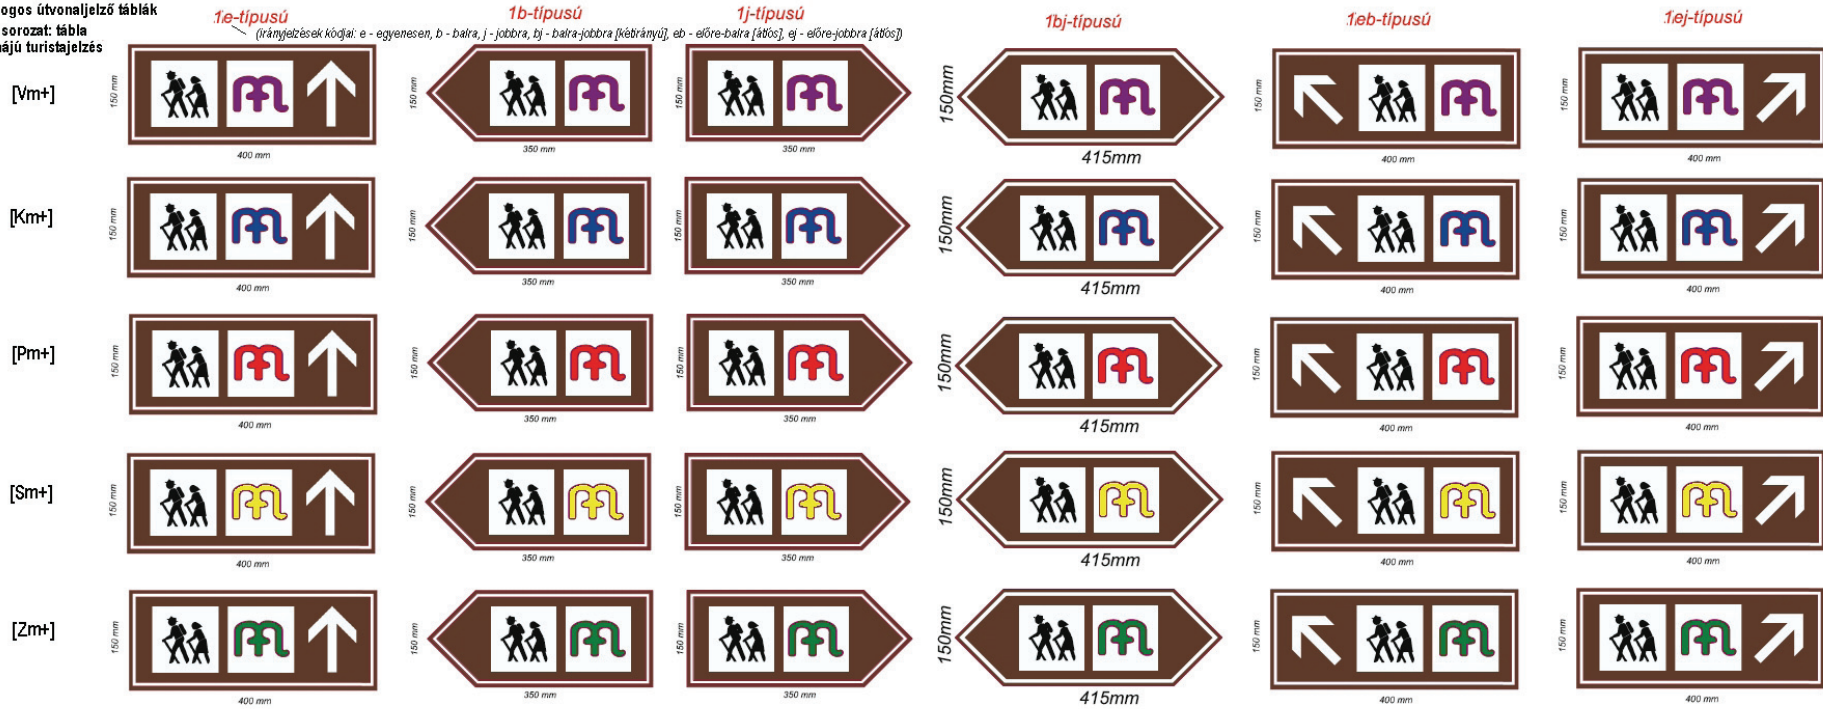 ogos útvonaljelző táblák
sorozat: tábla
nájú turistajelzés
1e-típusú
1b-típusú
1j-típusú
1bj-típusú
1eb-típusú
1ej-típusú
(irányjelzések kódjai: e - egyenesen, b - balra, j - jobbra, bj - balra-jobbra [kétirányú], eb - előre-balra [átlós], ej - előre-jobbra [átlós])
[Vm+]
150 mm
400 mm
150 mm
350 mm
150 mm
350 mm
150mm
415mm
150 mm
400 mm
150 mm
400 mm
[Km+]
150 mm
400 mm
150 mm
350 mm
150 mm
350 mm
150mm
415mm
150 mm
400 mm
150 mm
400 mm
[Pm+]
150 mm
400 mm
150 mm
350 mm
150 mm
350 mm
150mm
415mm
150 mm
400 mm
150 mm
400 mm
[Sm+]
150 mm
400 mm
150 mm
350 mm
150 mm
350 mm
150mm
415mm
150 mm
400 mm
150 mm
400 mm
[Zm+]
150 mm
400 mm
150 mm
350 mm
150 mm
350 mm
150mm
415mm
150 mm
400 mm
150 mm
400 mm